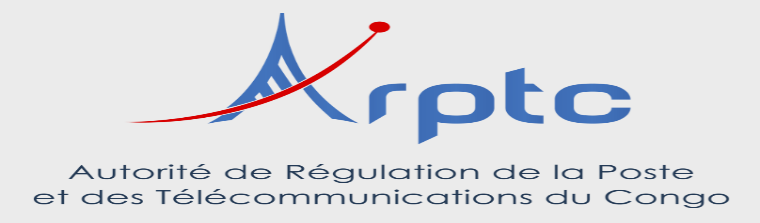 Arptc
Autorité de Régulation de la Poste
et des Télécommunications du Congo